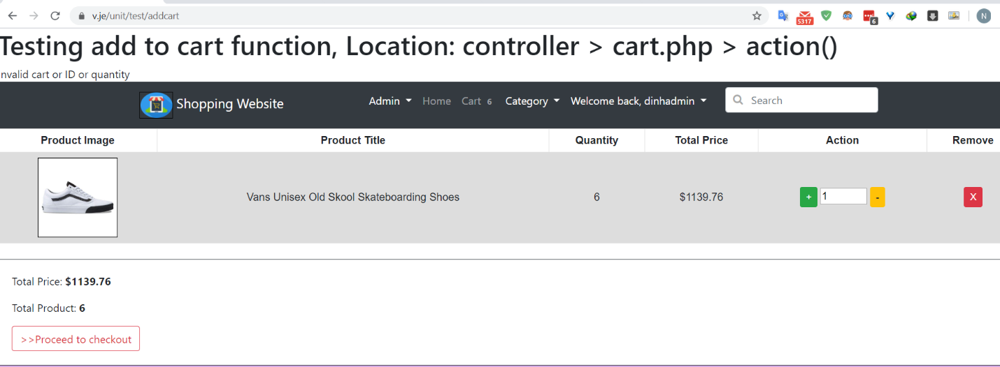 v.je/unit/test/addcart
5317
6
N
Testing add to cart function, Location: controller > cart.php > action()
nvalid cart or ID or quantity
Shopping Website Admin Home Cart 6 Category Welcome back, dinhadmin Search
Product Image Product Title Quantity Total Price Action Remove
Vans Unisex Old Skool Skateboarding Shoes 6 $1139.76 + 1 - X
Total Price: $1139.76
Total Product: 6
>>Proceed to checkout